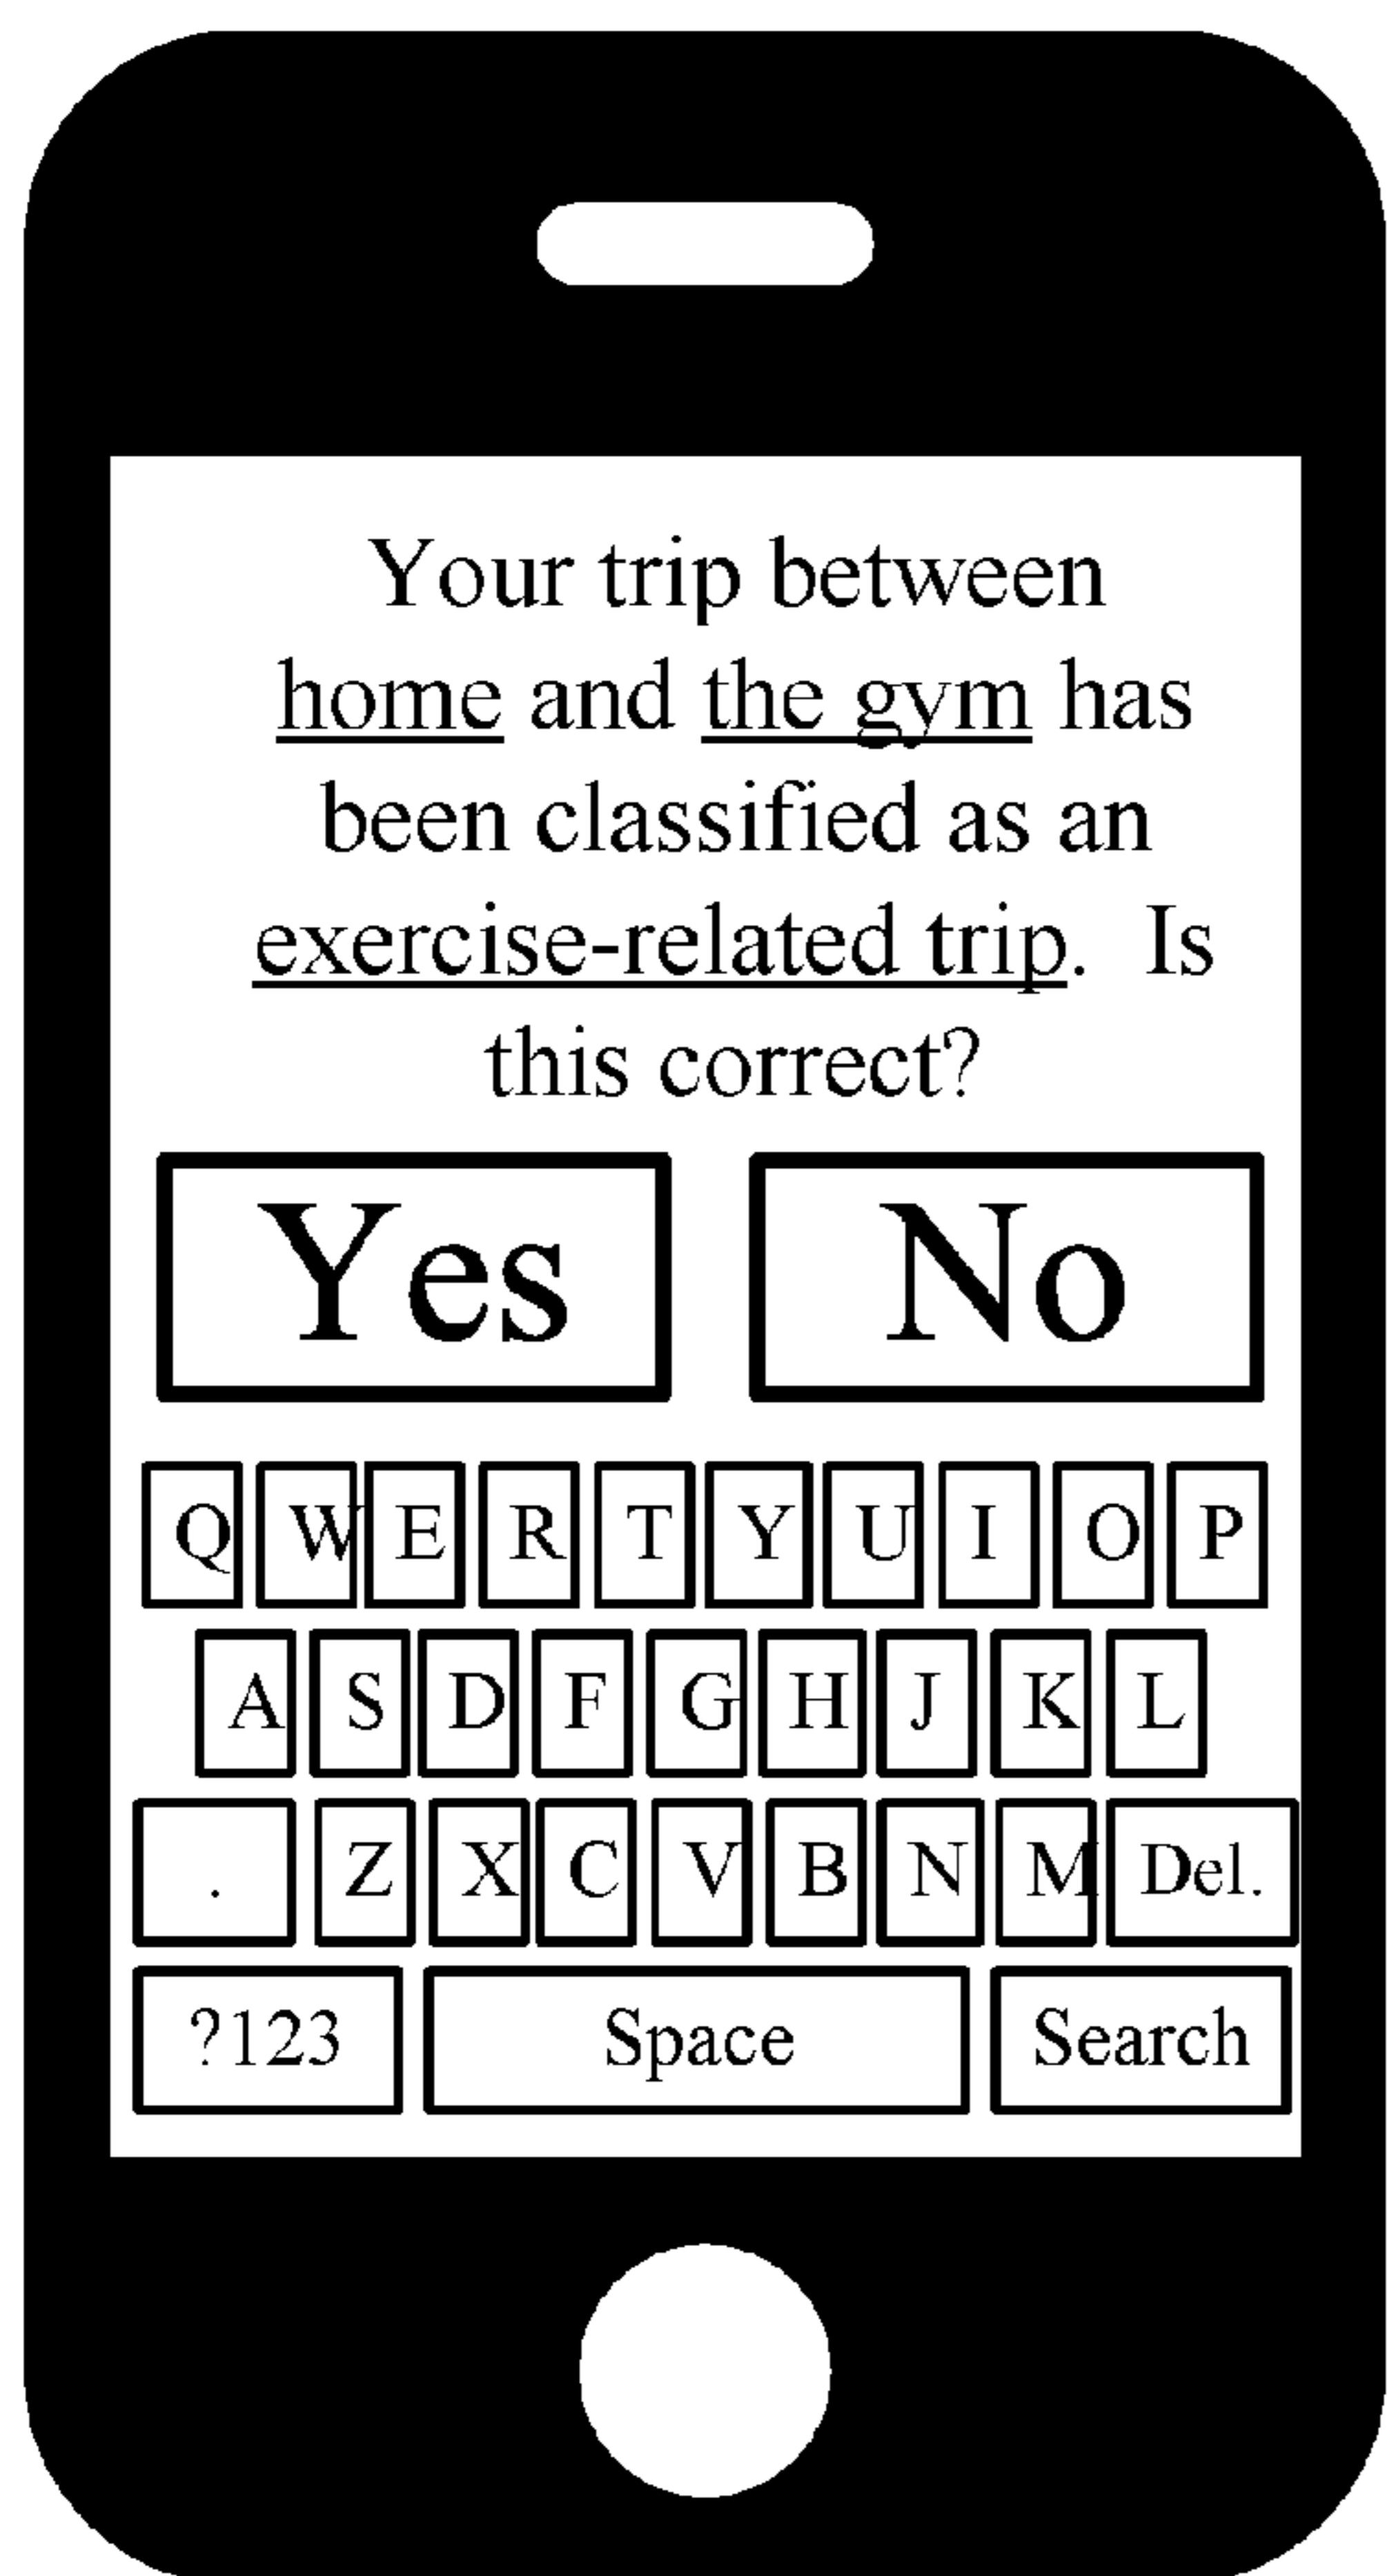 Your trip between
home and the gym has
been classified as an
exercise-related trip.  Is
this correct?
Yes No
Q W E R T Y U I O P
A S D F G H J K L
. Z X C V B N M Del.
?123 Space Search